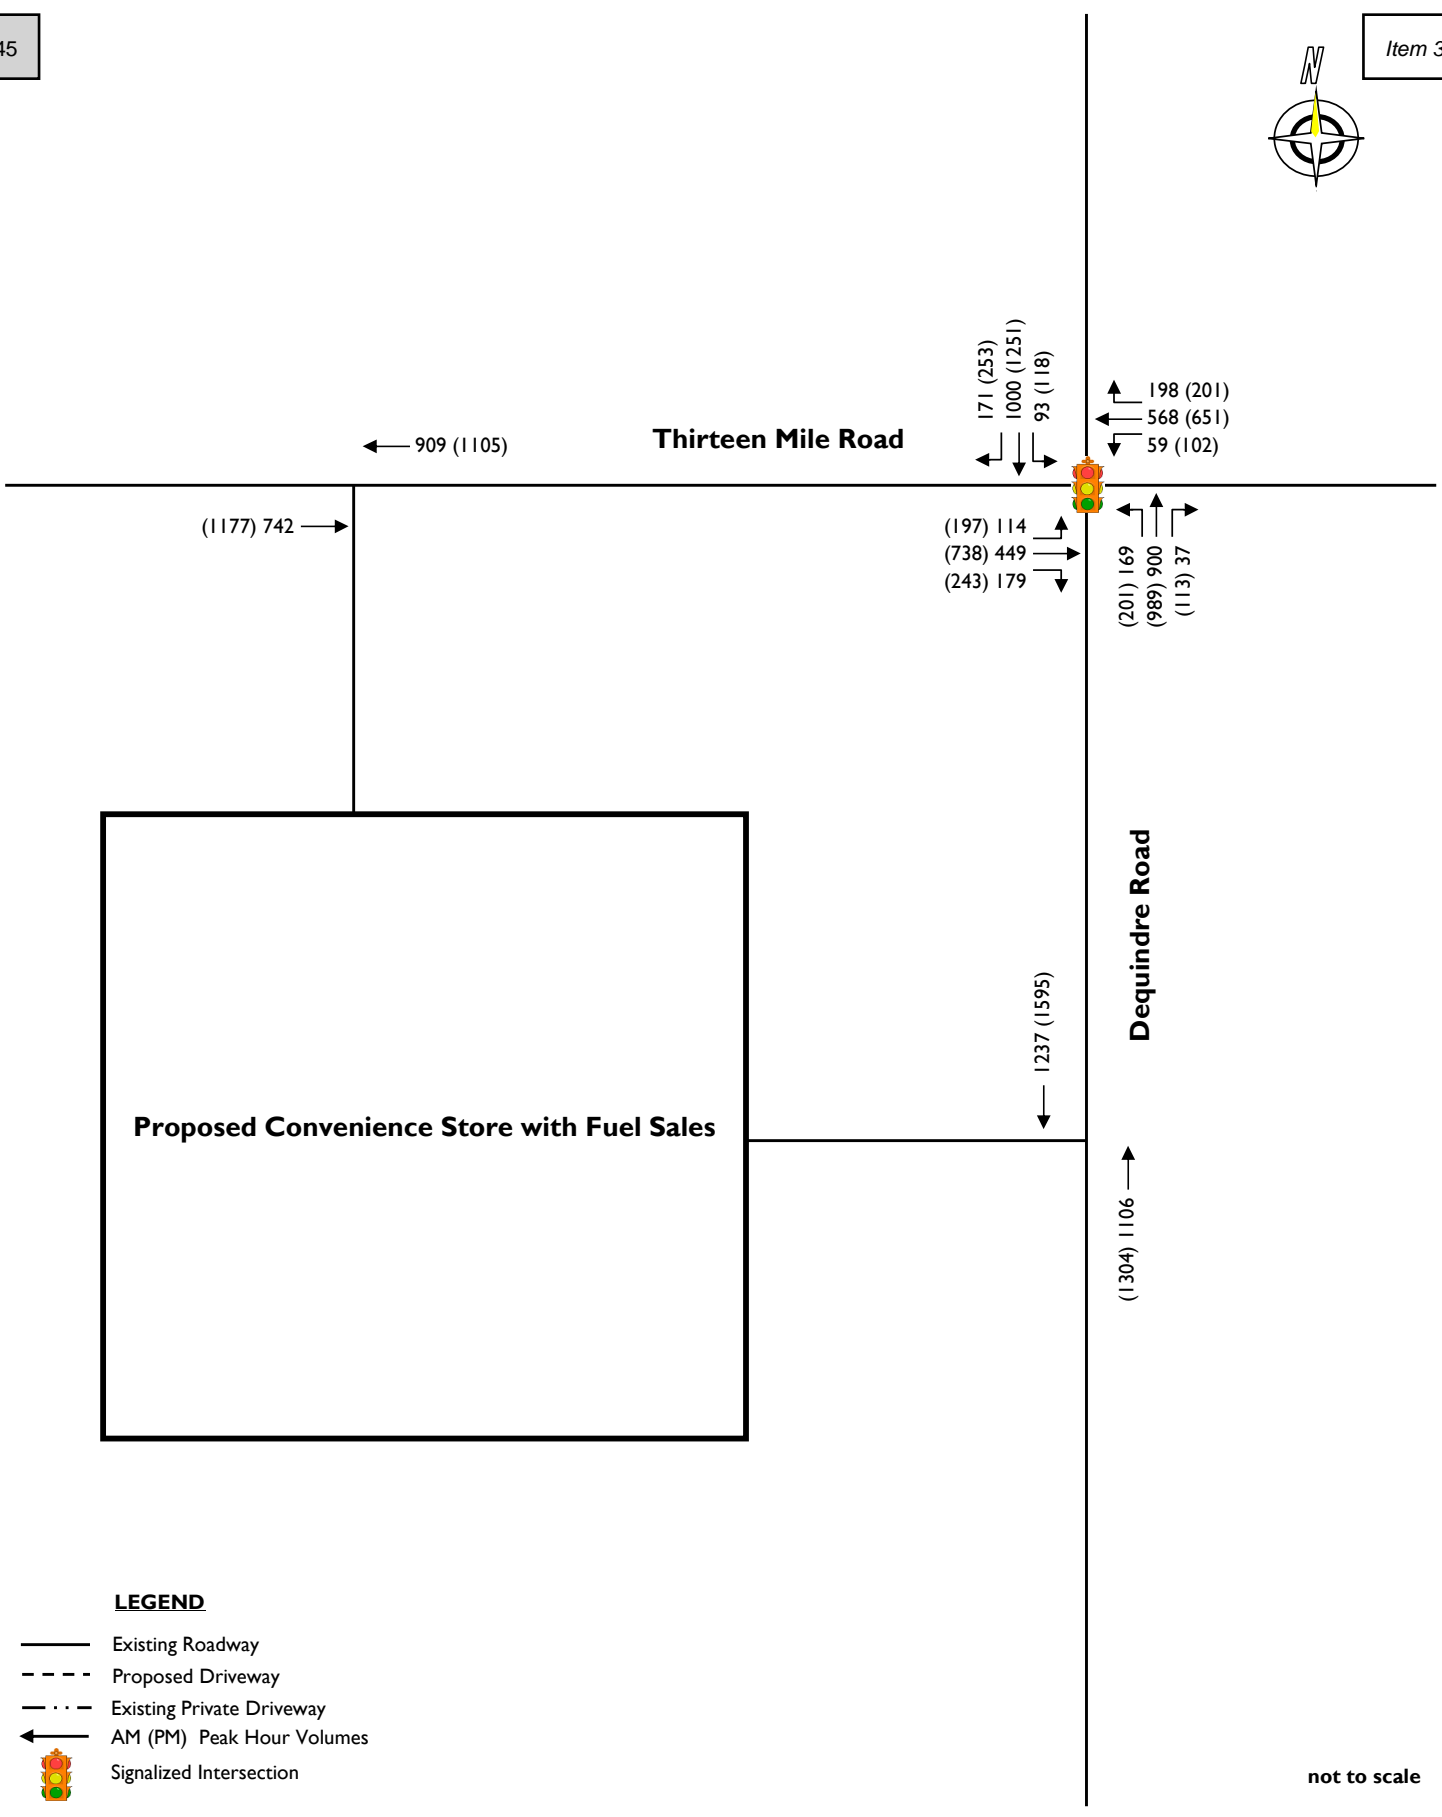 45
Item 3
N
171 (253)
1000 (1251)
93 (118)
198 (201)
568 (651)
59 (102)
Thirteen Mile Road
909 (1105)
(1177) 742
(197) 114
(738) 449
(243) 179
(201) 169
(989) 900
(113) 37
Dequindre Road
1237 (1595)
Proposed Convenience Store with Fuel Sales
(1304) 1106
LEGEND
Existing Roadway
Proposed Driveway
Existing Private Driveway
AM (PM) Peak Hour Volumes
Signalized Intersection
not to scale